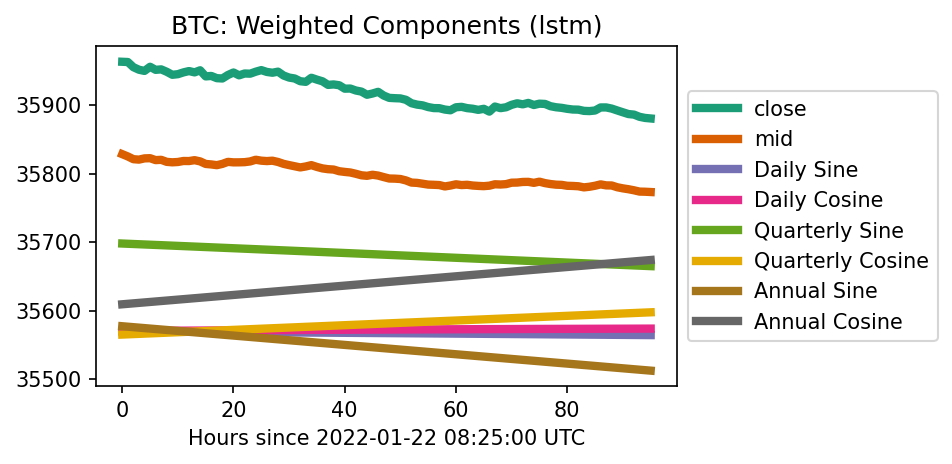 BTC: Weighted Components (lstm)
35900
35800
35700
35600
35500
0 20 40 60 80
Hours since 2022-01-22 08:25:00 UTC
close
mid
Daily Sine
Daily Cosine
Quarterly Sine
Quarterly Cosine
Annual Sine
Annual Cosine